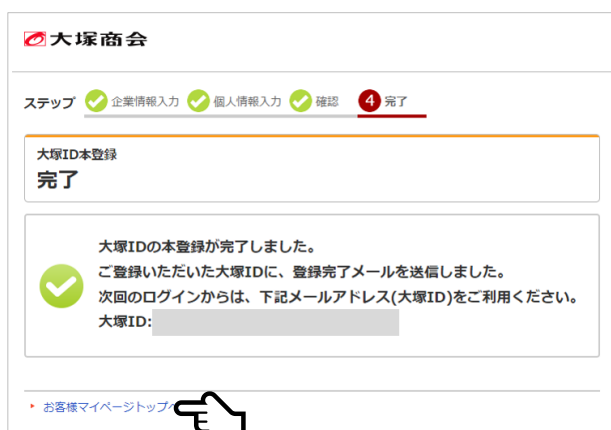 大塚商会
ステップ 企業情報入力 個人情報入力 確認 4 完了
大塚ID本登録
完了
大塚IDの本登録が完了しました。
ご登録いただいた大塚IDに、登録完了メールを送信しました。
次回のログインからは、下記メールアドレス(大塚ID)をご利用ください。
大塚ID:
お客様マイページトップへ